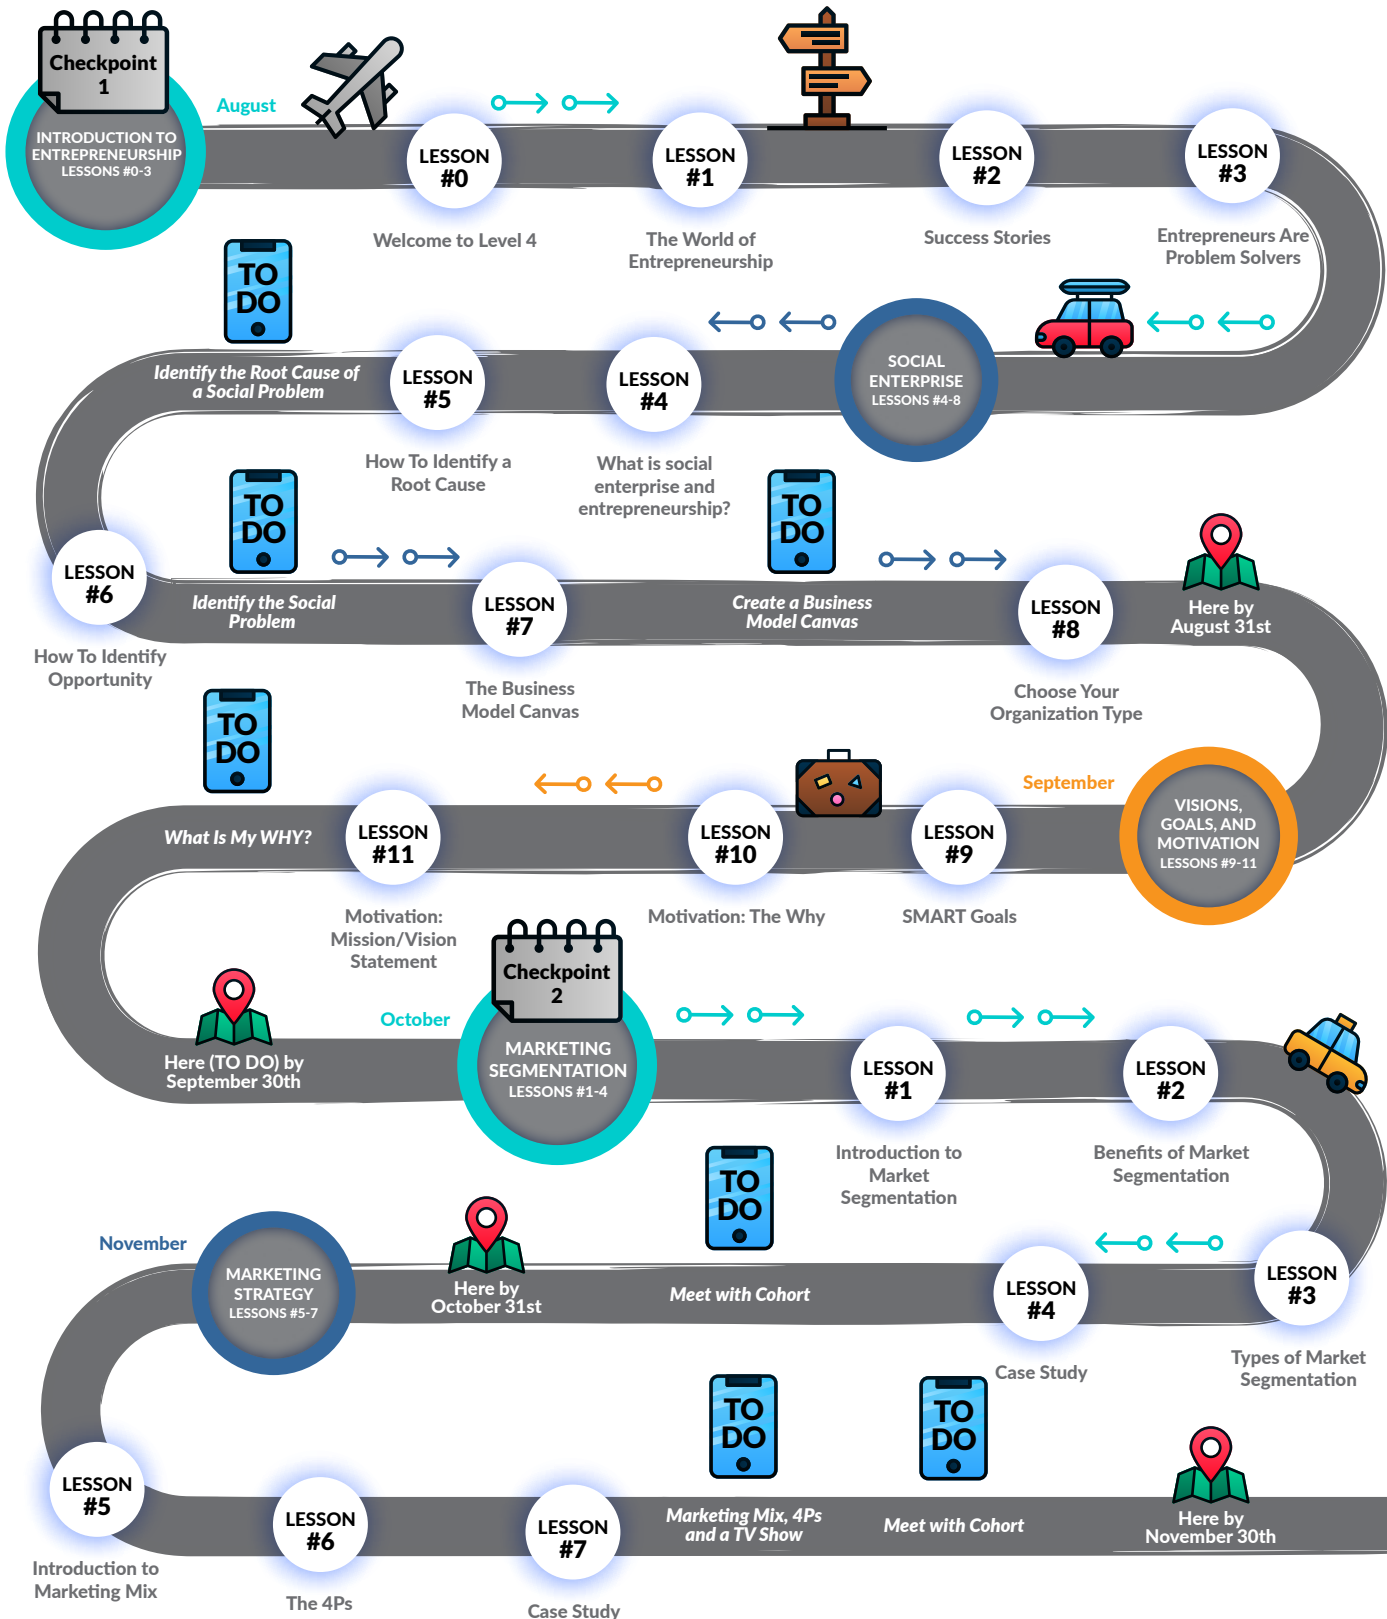 Checkpoint
1
INTRODUCTION TO
ENTREPRENEURSHIP
LESSONS #0-3
August
LESSON
#0
Welcome to Level 4
LESSON
#1
The World of
Entrepreneurship
LESSON
#2
Success Stories
LESSON
#3
Entrepreneurs Are
Problem Solvers
SOCIAL
ENTERPRISE
LESSONS #4-8
LESSON
#4
What is social
enterprise and
entrepreneurship?
LESSON
#5
How To Identify a
Root Cause
TO
DO
Identify the Root Cause of
a Social Problem
LESSON
#6
How To Identify
Opportunity
TO
DO
Identify the Social
Problem
LESSON
#7
The Business
Model Canvas
TO
DO
Create a Business
Model Canvas
LESSON
#8
Choose Your
Organization Type
Here by
August 31st
VISIONS,
GOALS, AND
MOTIVATION
LESSONS #9-11
September
LESSON
#9
SMART Goals
LESSON
#10
Motivation: The Why
LESSON
#11
Motivation:
Mission/Vision
Statement
TO
DO
What Is My WHY?
Here (TO DO) by
September 30th
October
Checkpoint
2
MARKETING
SEGMENTATION
LESSONS #1-4
LESSON
#1
Introduction to
Market
Segmentation
LESSON
#2
Benefits of Market
Segmentation
LESSON
#3
Types of Market
Segmentation
LESSON
#4
Case Study
TO
DO
Meet with Cohort
Here by
October 31st
November
MARKETING
STRATEGY
LESSONS #5-7
LESSON
#5
Introduction to
Marketing Mix
LESSON
#6
The 4Ps
LESSON
#7
Case Study
TO
DO
Marketing Mix, 4Ps
and a TV Show
TO
DO
Meet with Cohort
Here by
November 30th